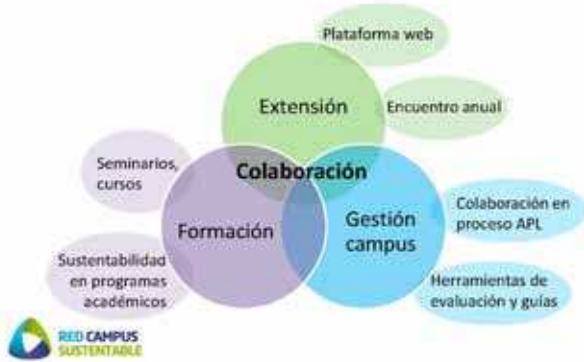 Plataforma web
Extensión
Encuentro anual
Seminarios,
cursos
Colaboración
Formación
Gestión
campus
Colaboración en
proceso APL
Sustentabilidad
en programas
académicos
Herramientas de
evaluación y guías
RED CAMPUS
SUSTENTABLE